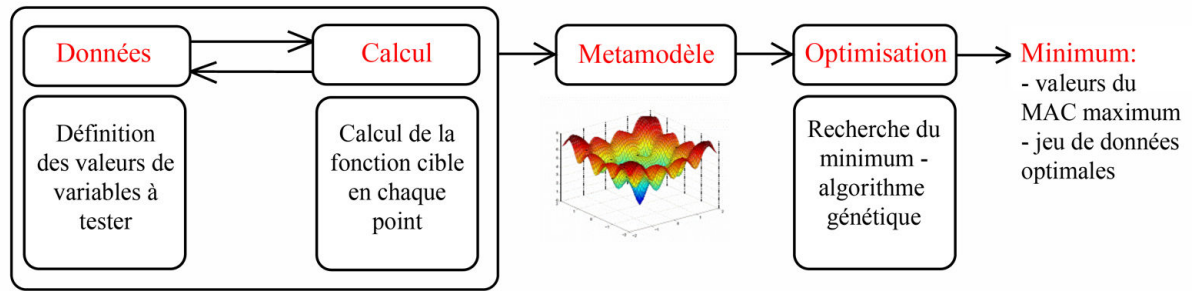 Données
Calcul
Metamodèle
Optimisation
Minimum:
- valeurs du
MAC maximum
- jeu de données
optimales
Définition
des valeurs de
variables à
tester
Calcul de la
fonction cible
en chaque
point
Recherche du
minimum -
algorithme
génétique